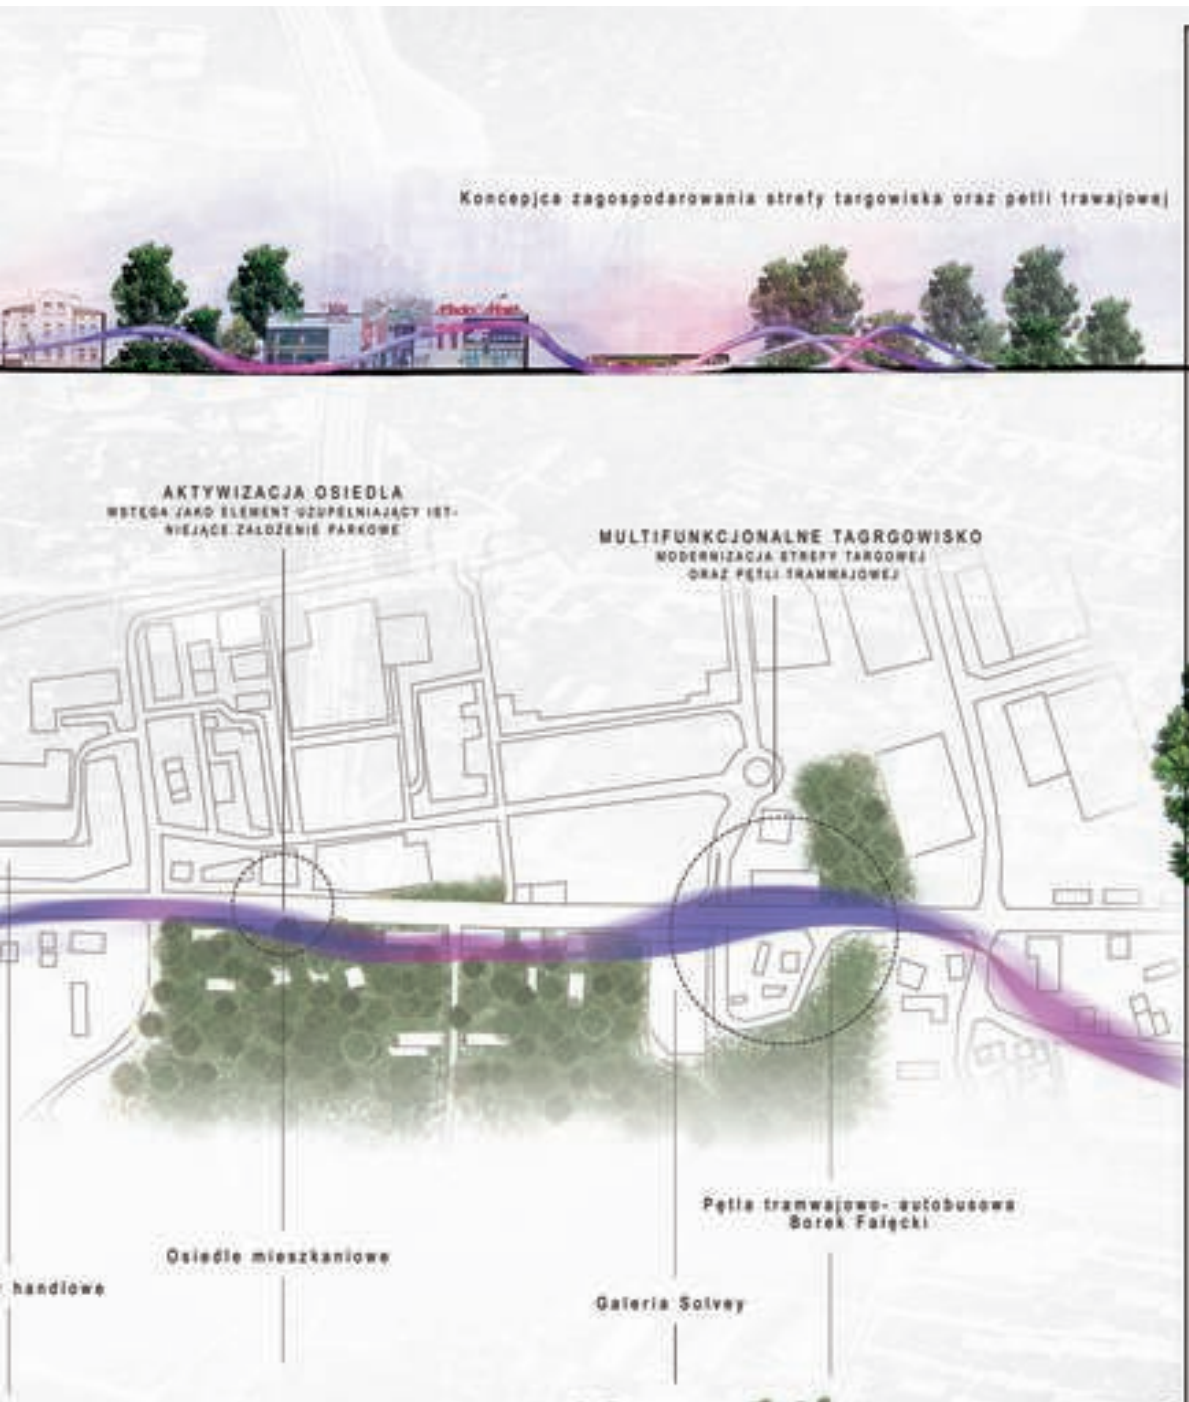 Koncepjca zagospodarowania strefy targowiska oraz petli trawajowej
AKTYWIZACJA OSIEDLA
WSTĘGA JAKO ELEMENT UZUPEŁNIAJĄCY IST-
NIEJĄCE ZAŁOŻENIE PARKOWE
MULTIFUNKCJONALNE TAGRGOWISKO
MODERNIZACJA STREFY TARGOWEJ
ORAZ PĘTLI TRAMWAJOWEJ
Pętla tramwajowo- autobusowa
Borek Fałęcki
Osiedle mieszkaniowe
handlowe
Galeria Solvey